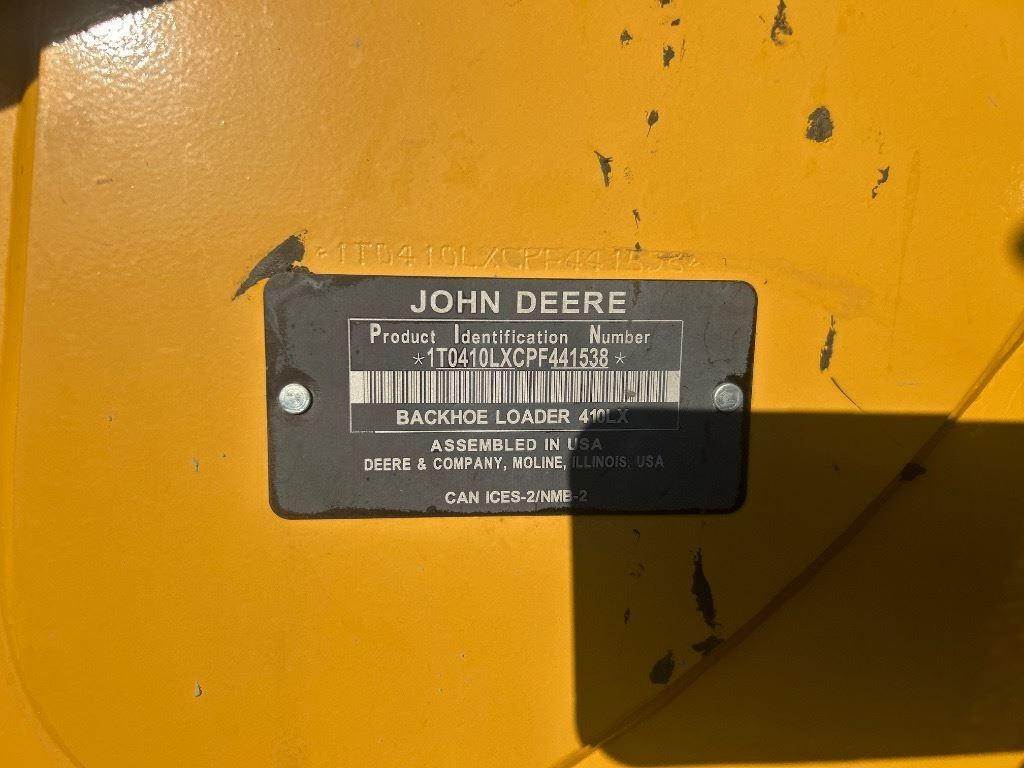 *1T0410LXCPF441538*
JOHN DEERE
Product Identification Number
*1T0410LXCPF441538*
BACKHOE LOADER 410LX
ASSEMBLED IN USA
DEERE & COMPANY, MOLINE, ILLINOIS, USA
CAN ICES-2/NMB-2